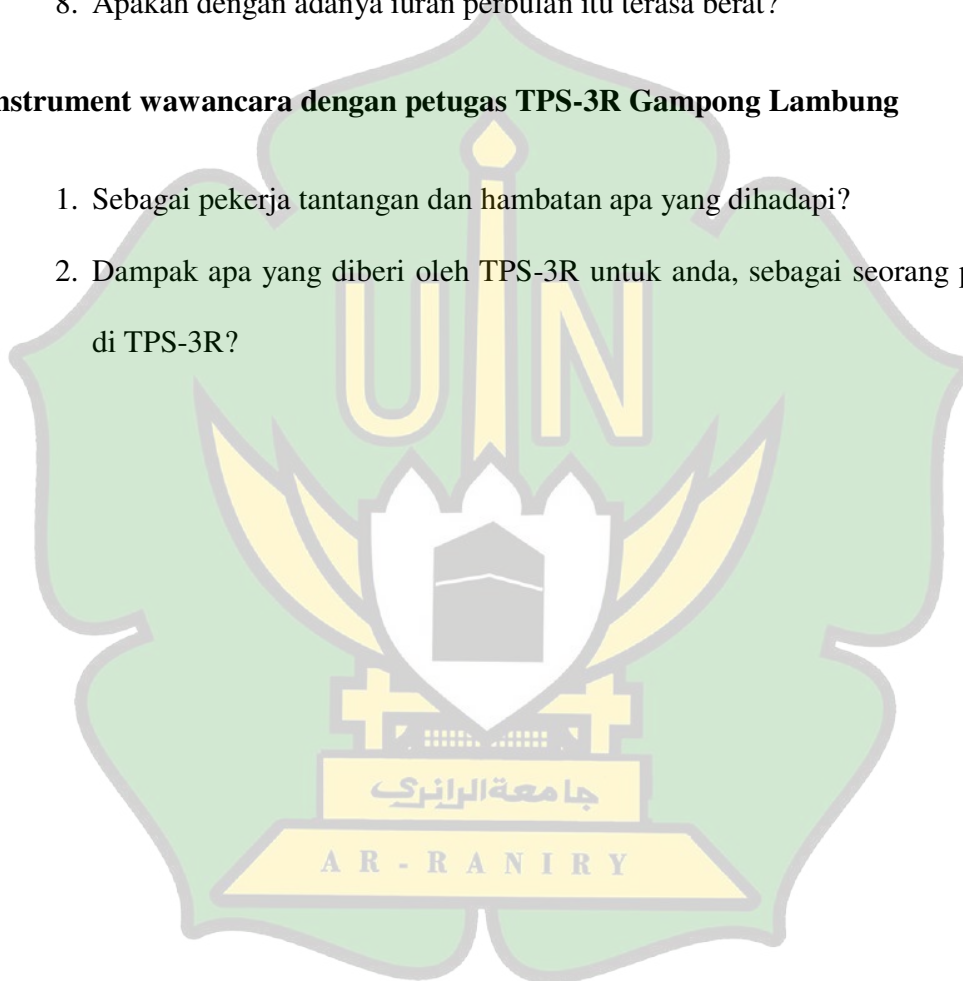 8. Apakah dengan adanya iuran perbulan itu terasa berat?
nstrument wawancara dengan petugas TPS-3R Gampong Lambung
1. Sebagai pekerja tantangan dan hambatan apa yang dihadapi?
2. Dampak apa yang diberi oleh TPS-3R untuk anda, sebagai seorang
di TPS-3R?
UIN
جامعة الرانري
AR-RANIRY